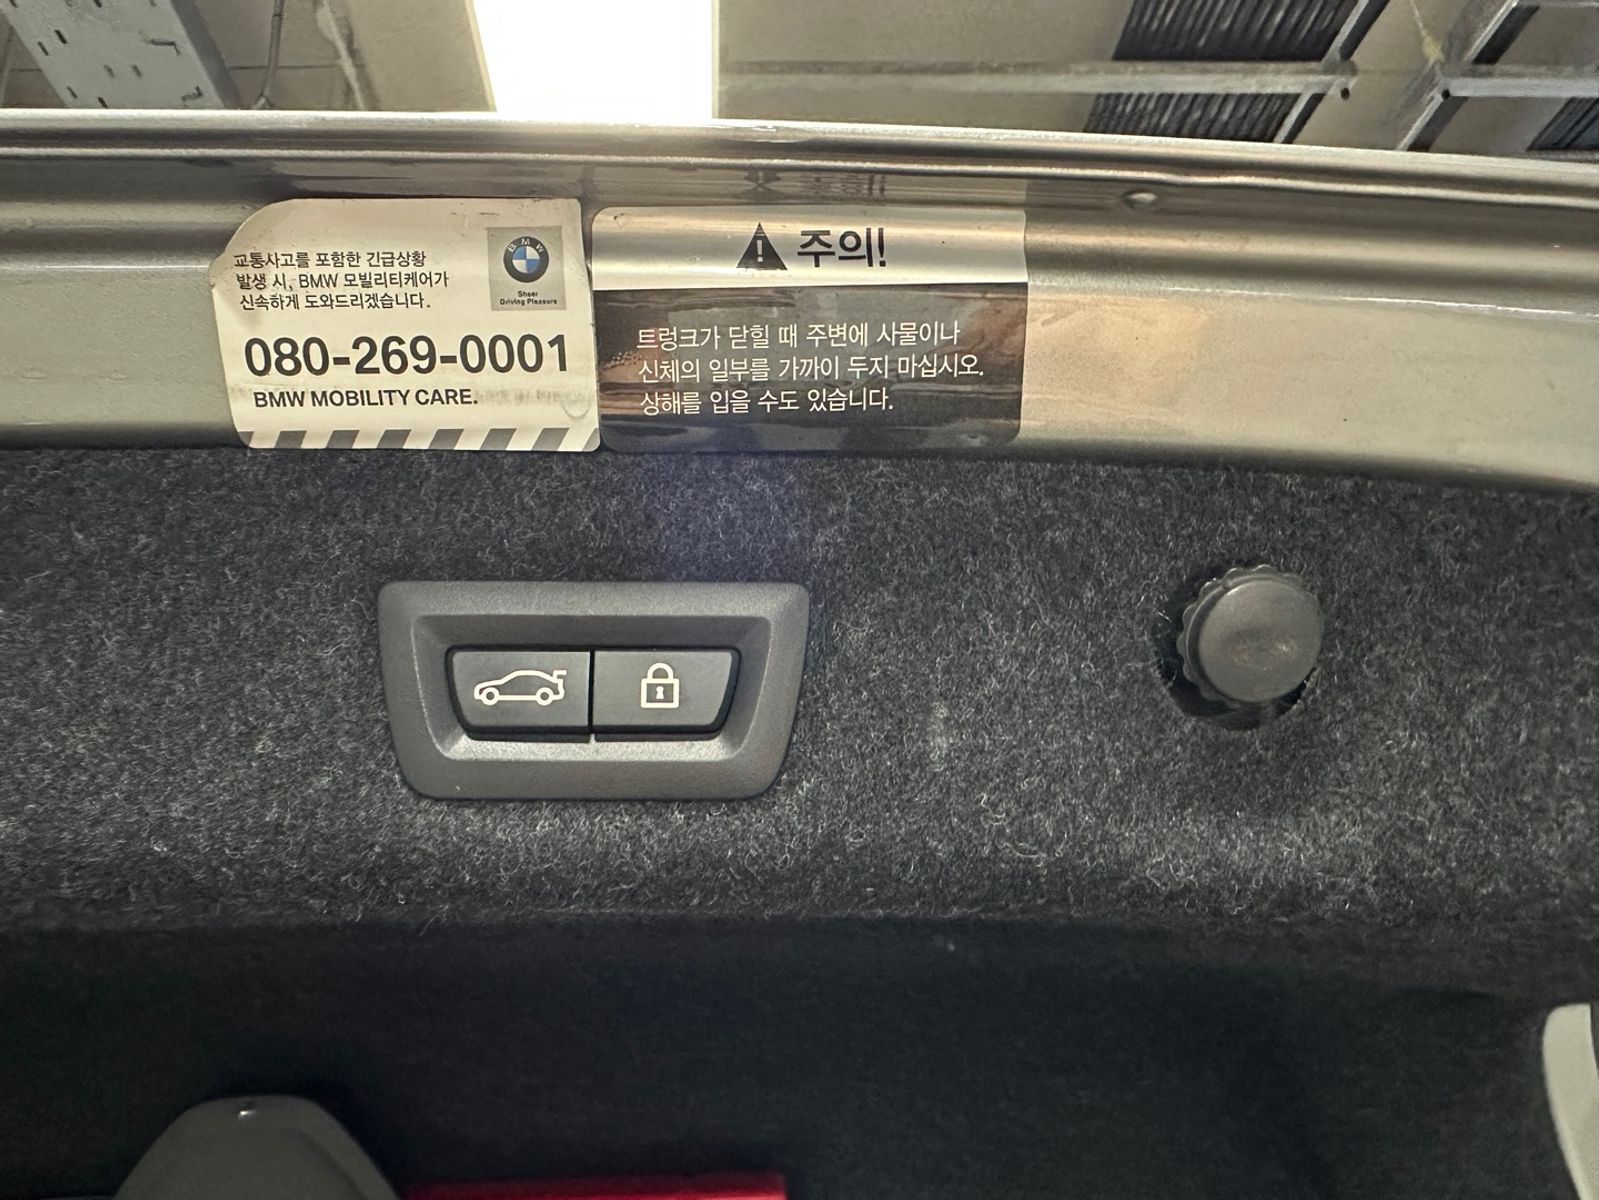 교통사고를 포함한 긴급상황
발생 시, BMW 모빌리티케어가
신속하게 도와드리겠습니다.
BMW
Sheer
Driving Pleasure
080-269-0001
BMW MOBILITY CARE.
주의!
트렁크가 닫힐 때 주변에 사물이나
신체의 일부를 가까이 두지 마십시오.
상해를 입을 수도 있습니다.